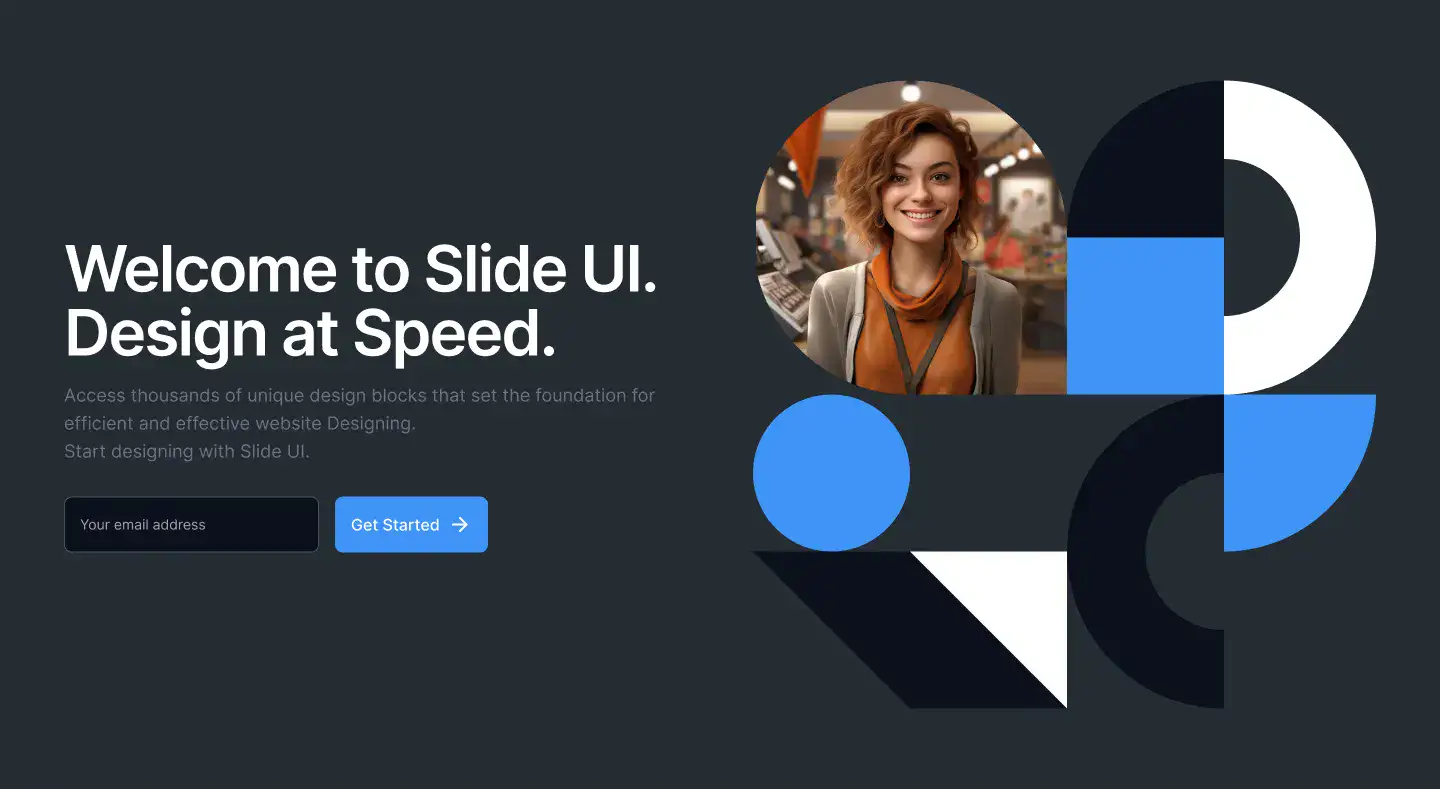 Welcome to Slide UI.
Design at Speed.
Access thousands of unique design blocks that set the foundation for
efficient and effective website Designing.
Start designing with Slide UI.
Your email address
Get Started